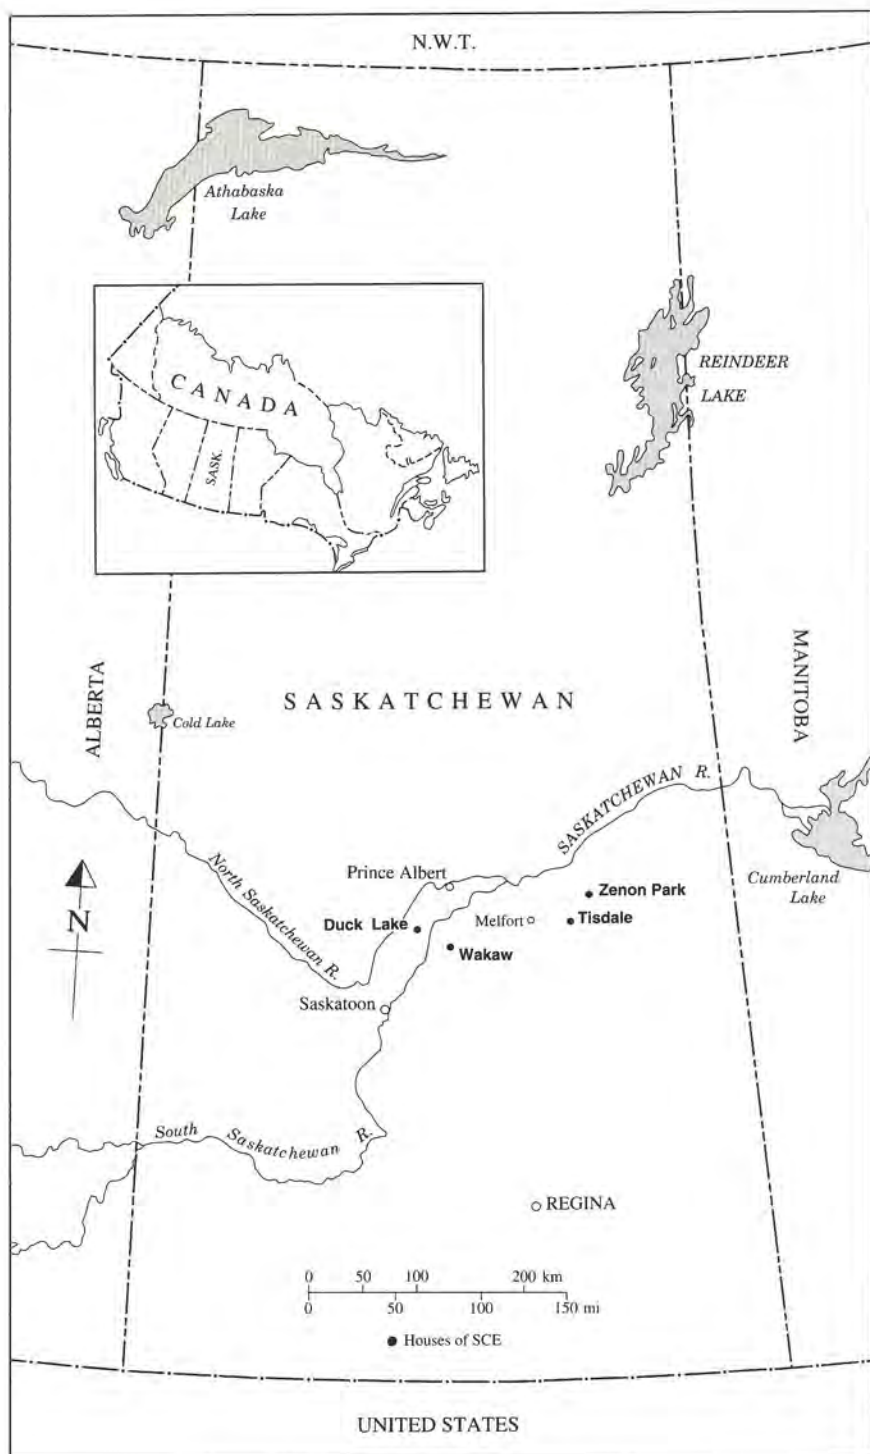 N.W.T.
Athabaska
Lake
CANADA
SASK.
REINDEER
LAKE
ALBERTA
MANITOBA
SASKATCHEWAN
Cold Lake
SASKATCHEWAN R.
North Saskatchewan R.
Prince Albert
Zenon Park
Cumberland
Lake
N
Duck Lake
Melfort
Tisdale
Wakaw
Saskatoon
South Saskatchewan R.
REGINA
0 50 100 200 km
0 50 100 150 mi
Houses of SCE
UNITED STATES